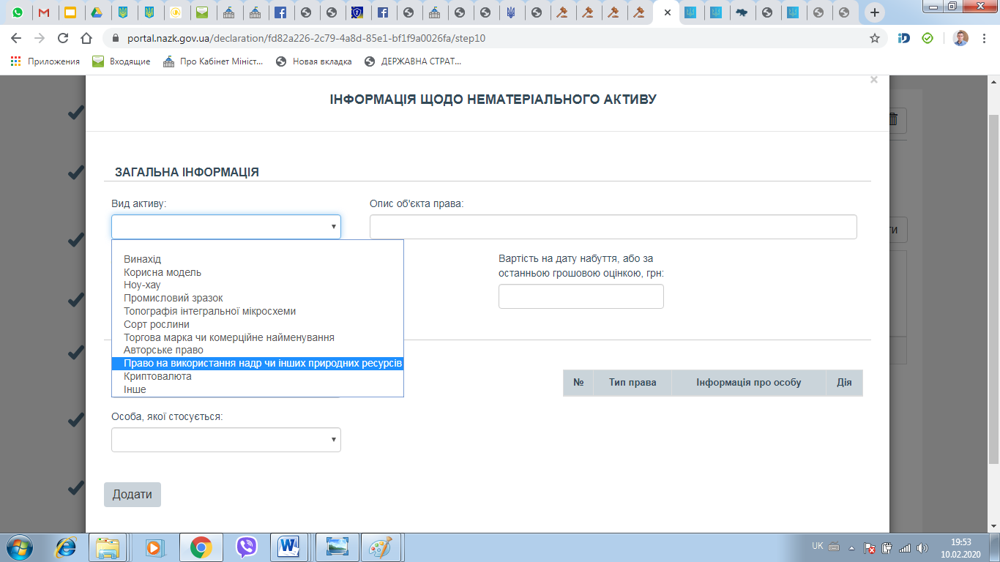 portal.nazk.gov.ua/declaration/fd82a226-2c79-4a8d-85e1-bf1f9a0026fa/step10
Приложения
Входящие
Про Кабінет Мініст...
Новая вкладка
ДЕРЖАВНА СТРАТ...
ІНФОРМАЦІЯ ЩОДО НЕМАТЕРІАЛЬНОГО АКТИВУ
ЗАГАЛЬНА ІНФОРМАЦІЯ
Вид активу:
Опис об'єкта права:
Винахід
Корисна модель
Ноу-хау
Промисловий зразок
Топографія інтегральної мікросхеми
Сорт рослини
Торгова марка чи комерційне найменування
Авторське право
Право на використання надр чи інших природних ресурсів
Криптовалюта
Інше
Вартість на дату набуття, або за
останньою грошовою оцінкою, грн:
№ Тип права Інформація про особу Дія
Особа, якої стосується:
Додати
UK
19:53
10.02.2020